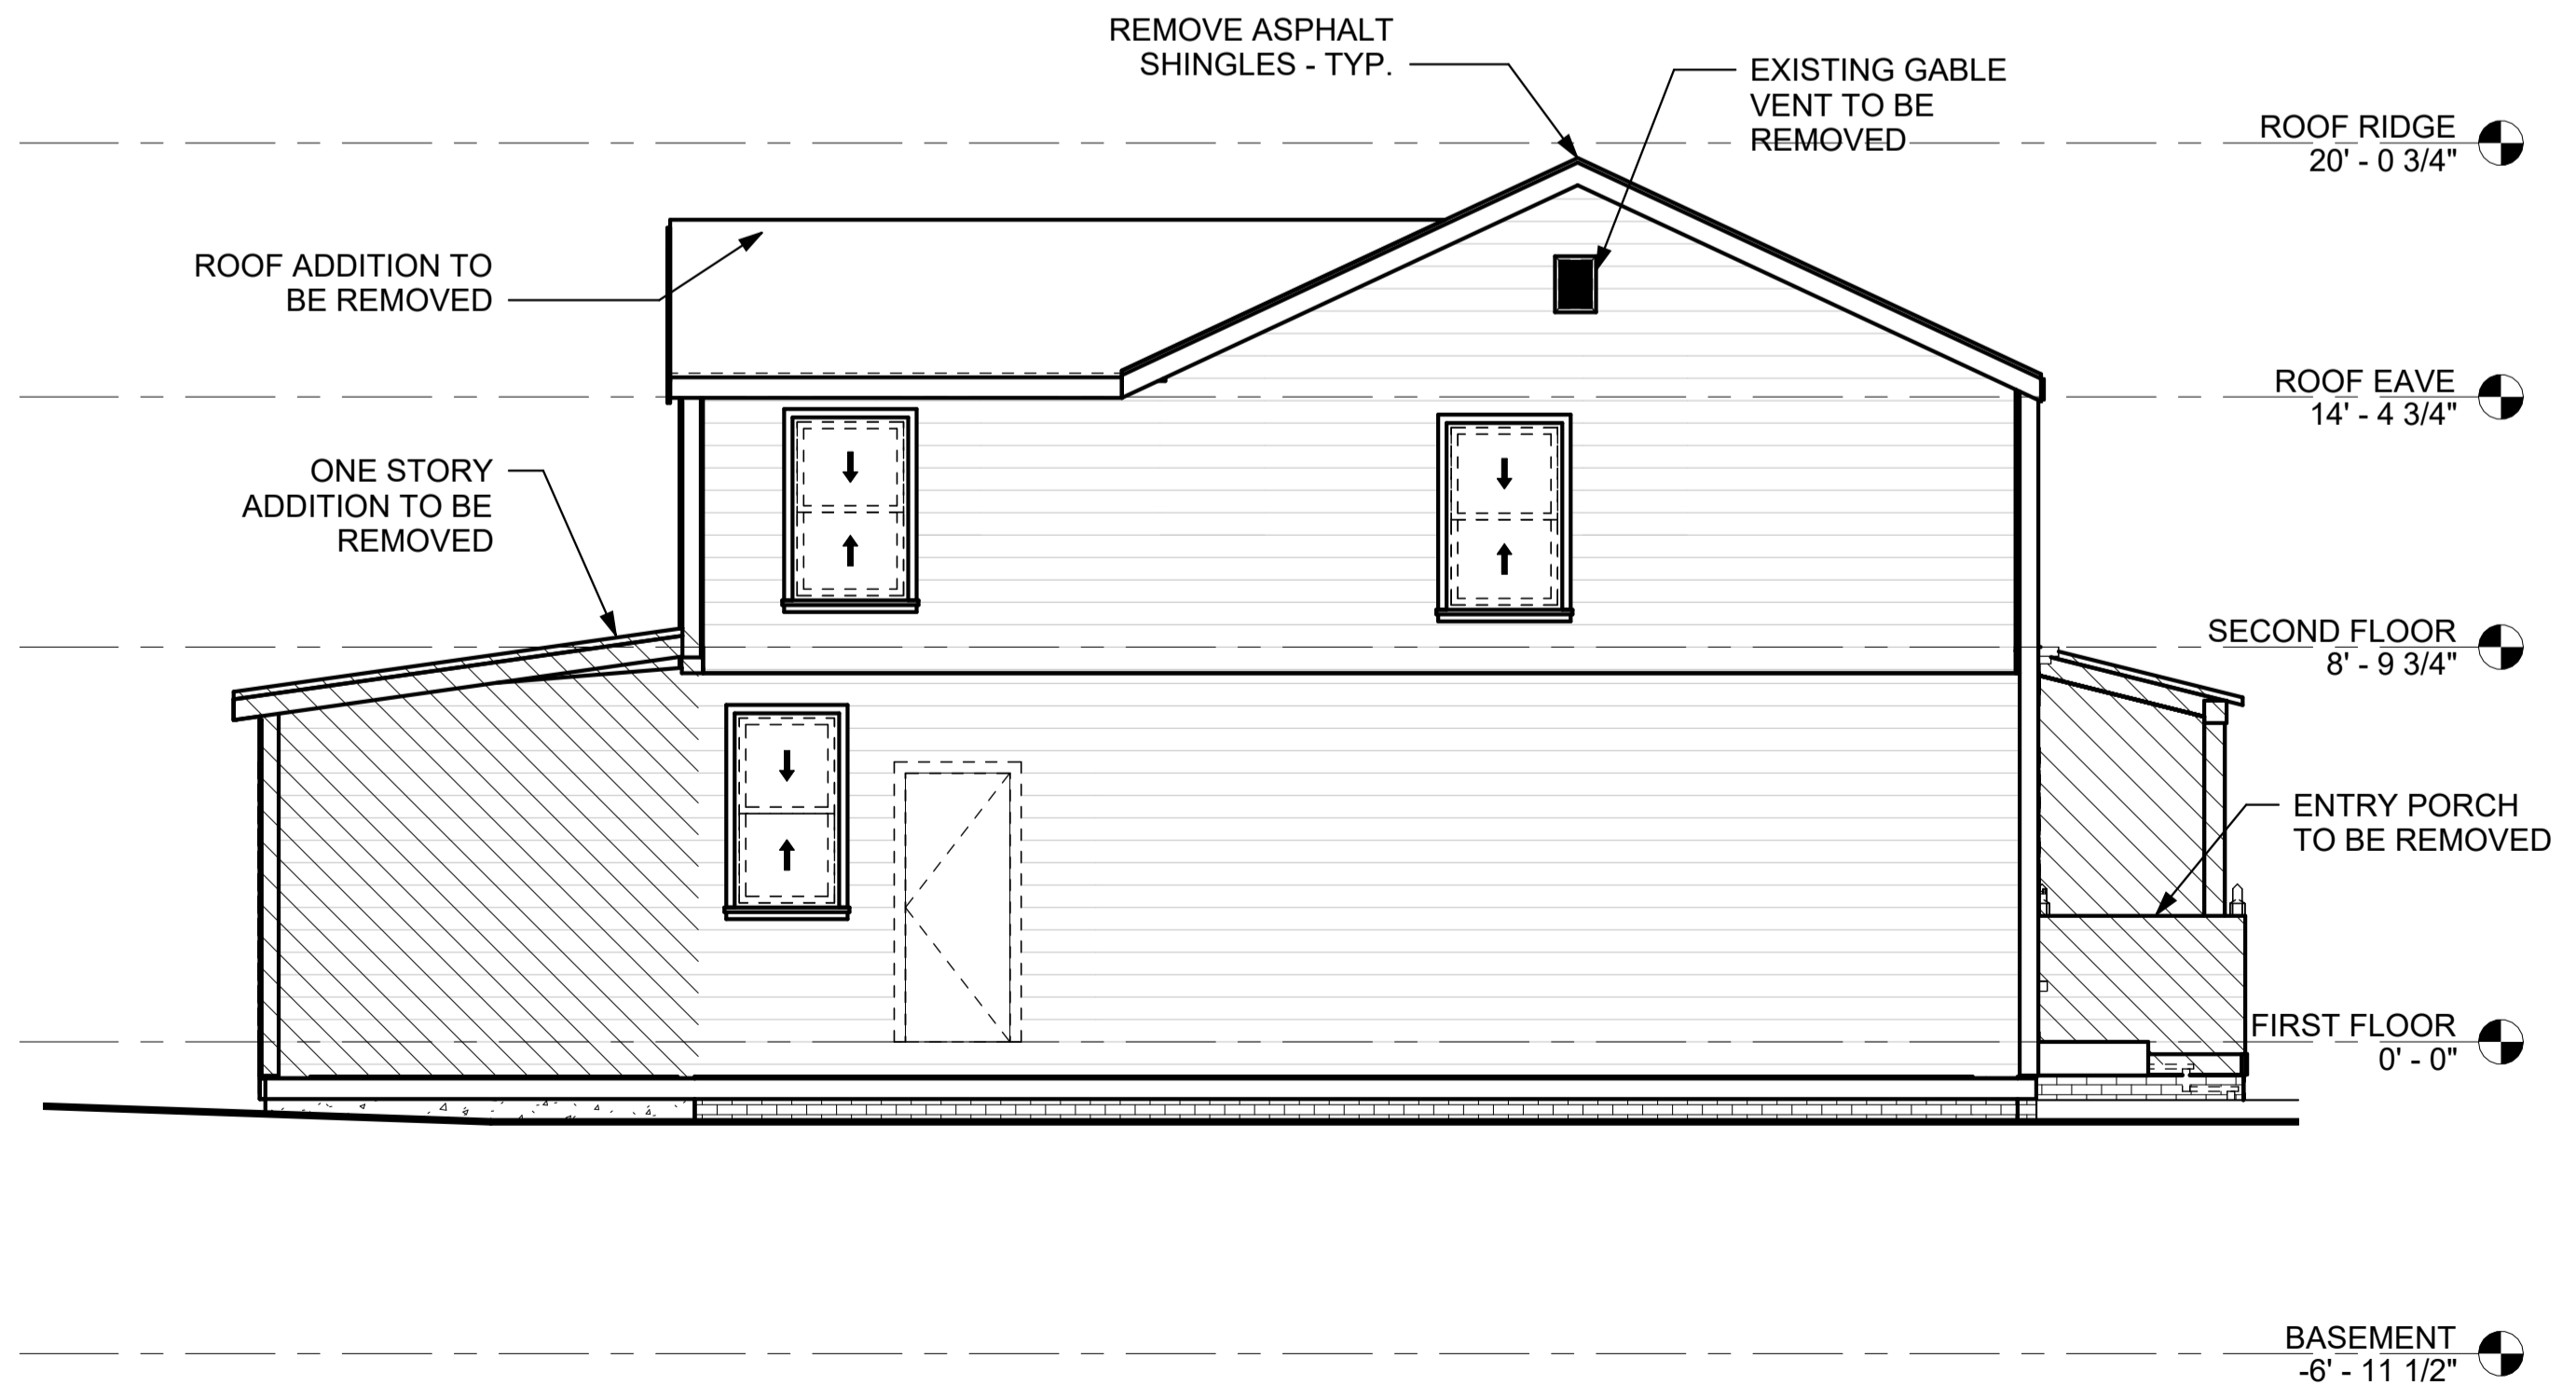 REMOVE ASPHALT
SHINGLES - TYP.
EXISTING GABLE
VENT TO BE
REMOVED
ROOF RIDGE
20' - 0 3/4"
ROOF ADDITION TO
BE REMOVED
ROOF EAVE
14' - 4 3/4"
ONE STORY
ADDITION TO BE
REMOVED
SECOND FLOOR
8' - 9 3/4"
ENTRY PORCH
TO BE REMOVED
FIRST FLOOR
0' - 0"
BASEMENT
-6' - 11 1/2"